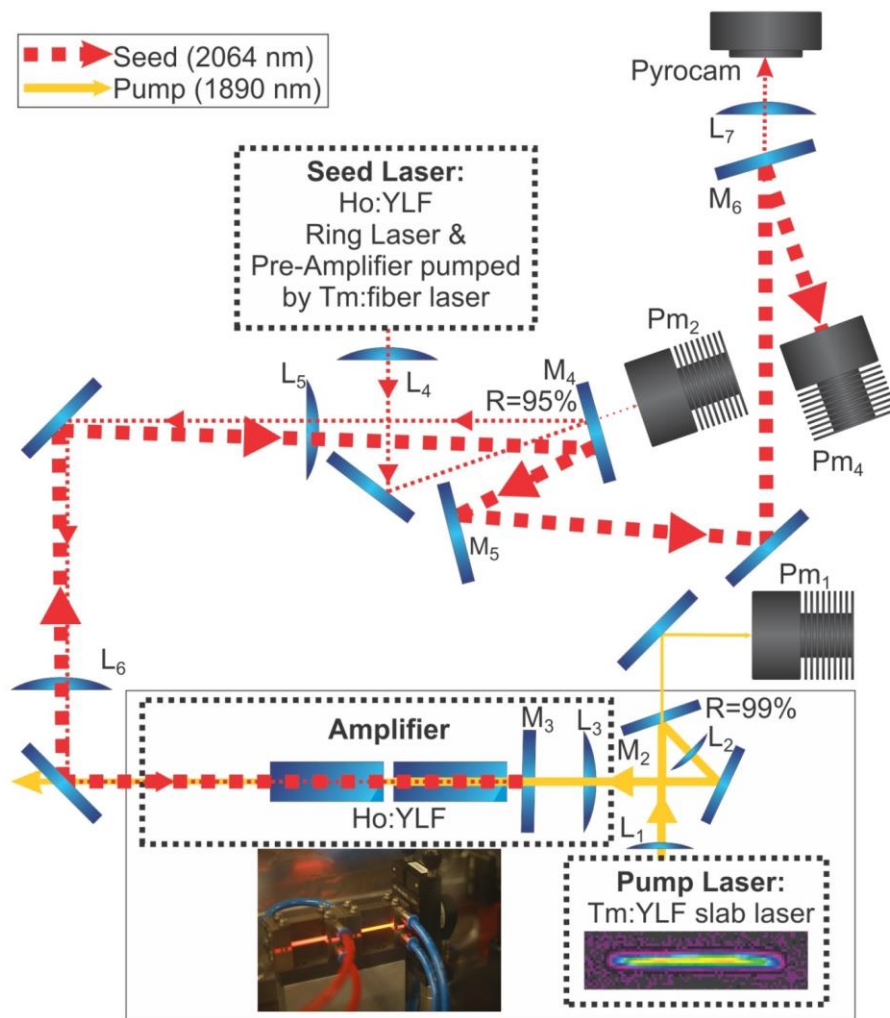 Seed (2064 nm)
Pump (1890 nm)
Pyrocam
L₇
M₆
Seed Laser:
Ho:YLF
Ring Laser &
Pre-Amplifier pumped
by Tm:fiber laser
Pm₂
L₅
L₄
M₄
R=95%
Pm₄
M₅
Pm₁
L₆
Amplifier
M₃
L₃
R=99%
M₂
L₂
Ho:YLF
L₁
Pump Laser:
Tm:YLF slab laser